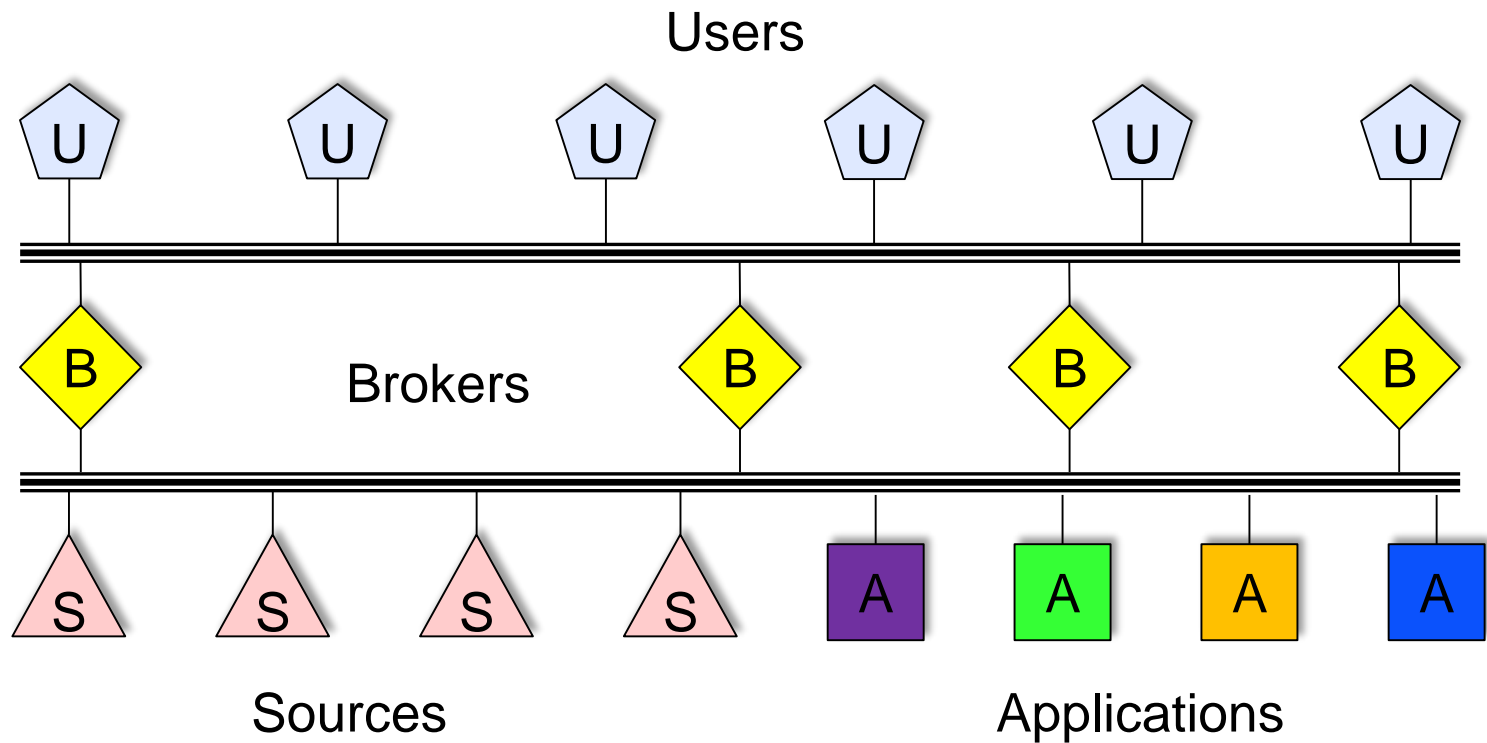 Users
U U U U U U
B Brokers B B B
S S S S A A A A
Sources Applications